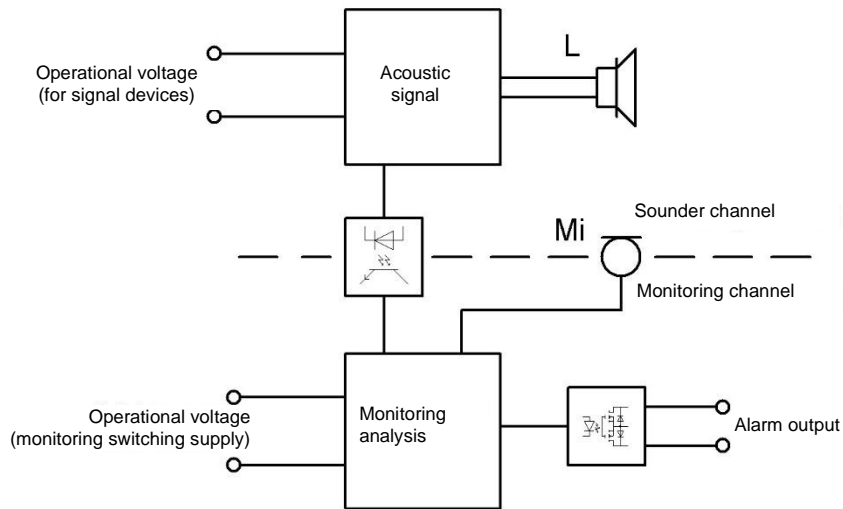 L
Operational voltage
(for signal devices)
Acoustic
signal
Mi
Sounder channel
Monitoring channel
Operational voltage
(monitoring switching supply)
Monitoring
analysis
Alarm output